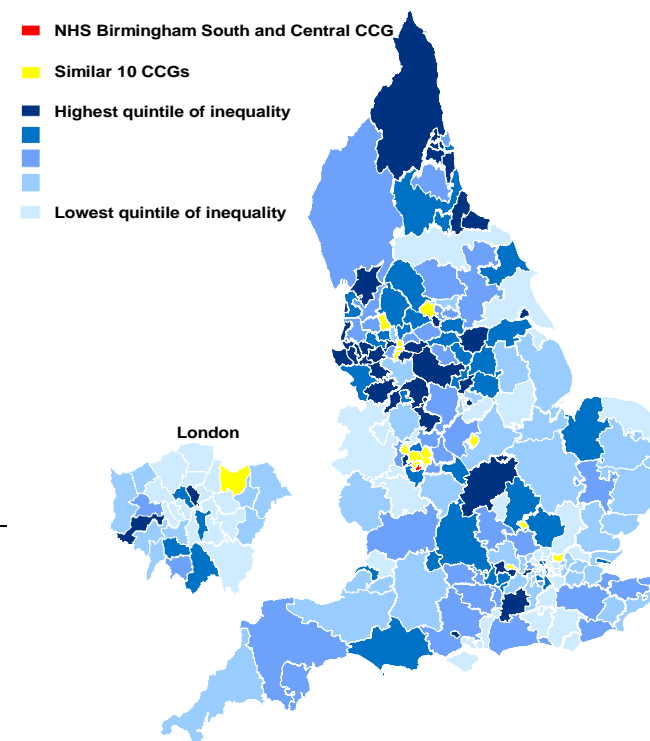 NHS Birmingham South and Central CCG
Similar 10 CCGs
Highest quintile of inequality
Lowest quintile of inequality
London